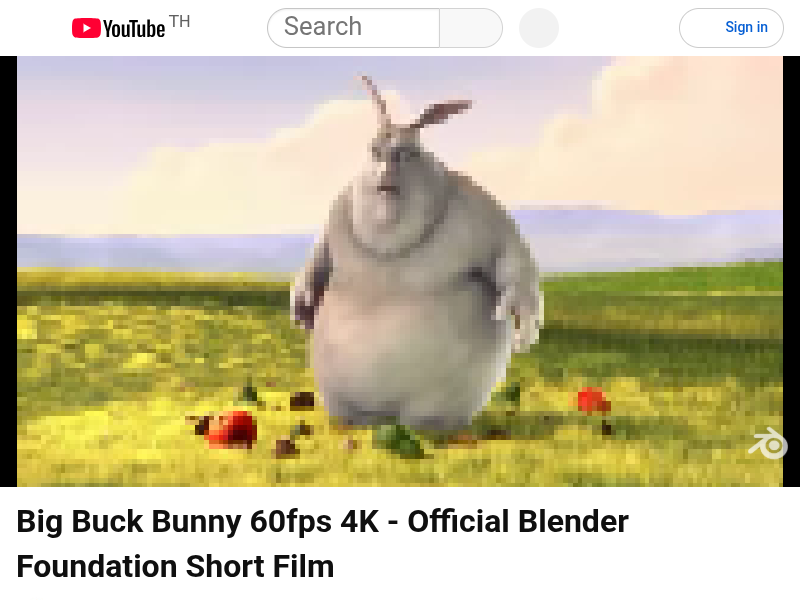 YouTube TH
Search
Sign in
Big Buck Bunny 60fps 4K - Official Blender
Foundation Short Film